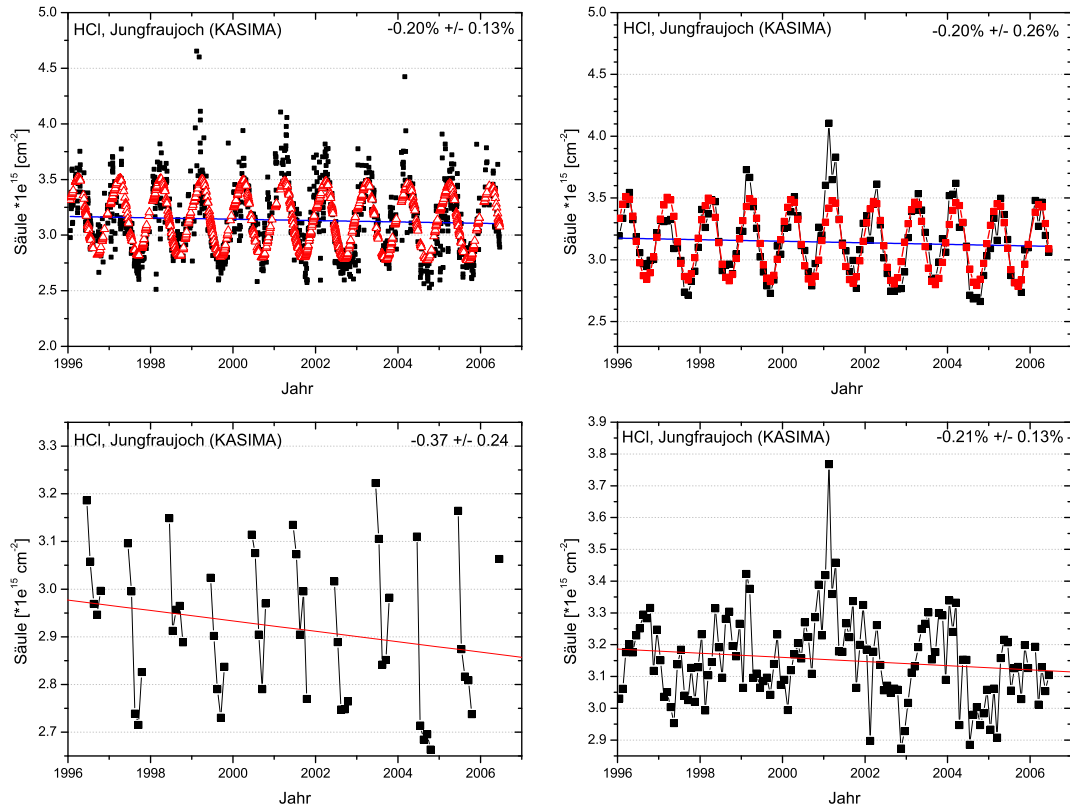 HCl, Jungfraujoch (KASIMA) -0.20% +/- 0.13%
5.0
4.5
4.0
3.5
3.0
2.5
2.0
Säule *1e¹⁵ [cm⁻²]
1996 1998 2000 2002 2004 2006
Jahr
HCl, Jungfraujoch (KASIMA) -0.20% +/- 0.26%
5.0
4.5
4.0
3.5
3.0
2.5
Säule *1e¹⁵ [cm⁻²]
1996 1998 2000 2002 2004 2006
Jahr
HCl, Jungfraujoch (KASIMA) -0.37 +/- 0.24
3.3
3.2
3.1
3.0
2.9
2.8
2.7
Säule [*1e¹⁵ cm⁻²]
1996 1998 2000 2002 2004 2006
Jahr
HCl, Jungfraujoch (KASIMA) -0.21% +/- 0.13%
3.9
3.8
3.7
3.6
3.5
3.4
3.3
3.2
3.1
3.0
2.9
Säule [*1e¹⁵ cm⁻²]
1996 1998 2000 2002 2004 2006
Jahr